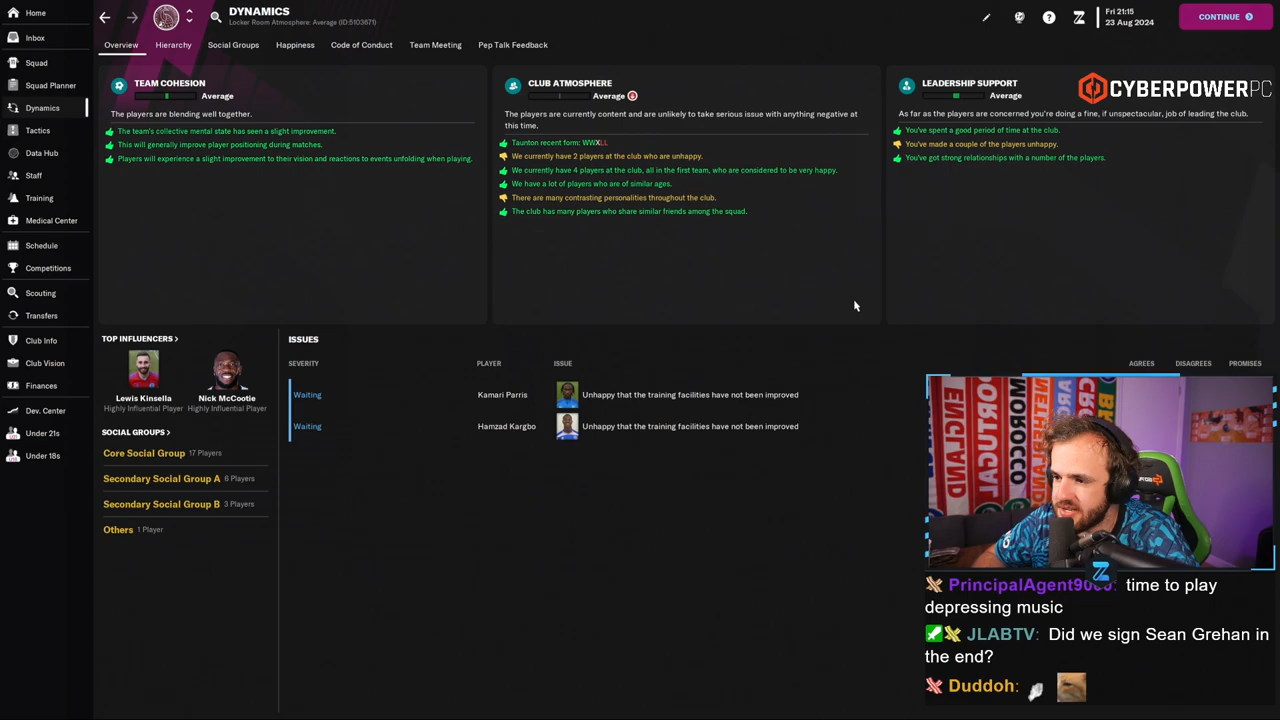 Home
Inbox
Squad
Squad Planner
Dynamics
Tactics
Data Hub
Staff
Training
Medical Center
Schedule
Competitions
Scouting
Transfers
Club Info
Club Vision
Finances
Dev. Center
Under 21s
Under 18s
DYNAMICS
Locker Room Atmosphere: Average (ID:5103671)
Fri 21:15
23 Aug 2024
CONTINUE
Overview Hierarchy Social Groups Happiness Code of Conduct Team Meeting Pep Talk Feedback
TEAM COHESION
Average
The players are blending well together.
The team's collective mental state has seen a slight improvement.
This will generally improve player positioning during matches.
Players will experience a slight improvement to their vision and reactions to events unfolding when playing.
CLUB ATMOSPHERE
Average
The players are currently content and are unlikely to take serious issue with anything negative at
this time.
Taunton recent form: WWXLL
We currently have 2 players at the club who are unhappy.
We currently have 4 players at the club, all in the first team, who are considered to be very happy.
We have a lot of players who are of similar ages.
There are many contrasting personalities throughout the club.
The club has many players who share similar friends among the squad.
LEADERSHIP SUPPORT
Average
CYBERPOWERPC
As far as the players are concerned you're doing a fine, if unspectacular, job of leading the club.
You've spent a good period of time at the club.
You've made a couple of the players unhappy.
You've got strong relationships with a number of the players.
TOP INFLUENCERS >
Lewis Kinsella
Highly Influential Player
Nick McCootie
Highly Influential Player
SOCIAL GROUPS >
Core Social Group 17 Players
Secondary Social Group A 6 Players
Secondary Social Group B 3 Players
Others 1 Player
ISSUES
SEVERITY PLAYER ISSUE AGREES DISAGREES PROMISES
Waiting Kamari Parris Unhappy that the training facilities have not been improved
Waiting Hamzad Kargbo Unhappy that the training facilities have not been improved
ENGLAND
PORTUGAL
MOROCCO
NETHERLAND
PrincipalAgent9000: time to play
depressing music
JLABTV: Did we sign Sean Grehan in
the end?
Duddoh: